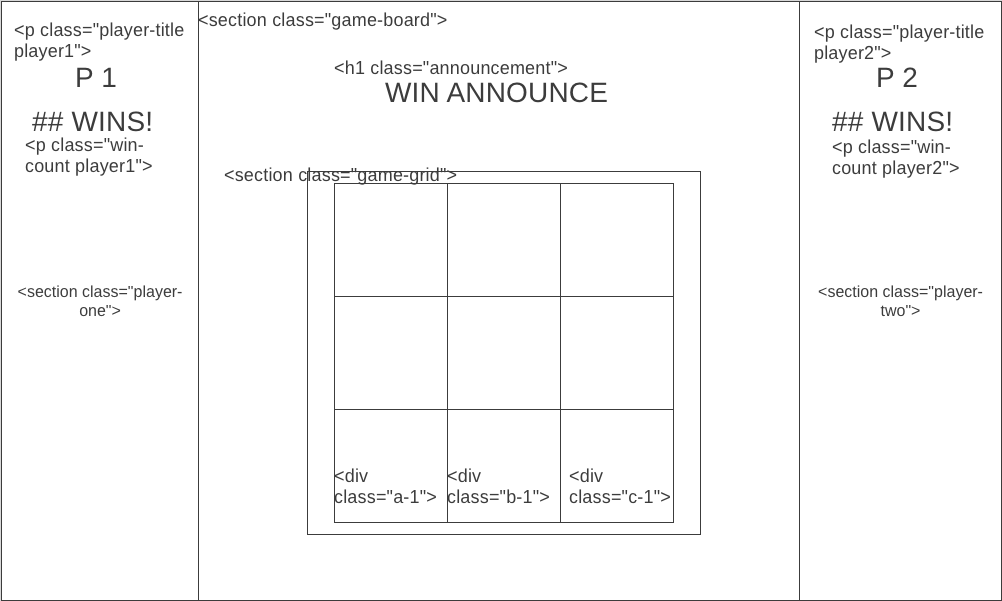 <p class="player-title
player1">
P 1
## WINS!
<p class="win-
count player1">
<section class="player-
one">
<section class="game-board">
<h1 class="announcement">
WIN ANNOUNCE
<section class="game-grid">
<div
class="a-1">
<div
class="b-1">
<div
class="c-1">
<p class="player-title
player2">
P 2
## WINS!
<p class="win-
count player2">
<section class="player-
two">